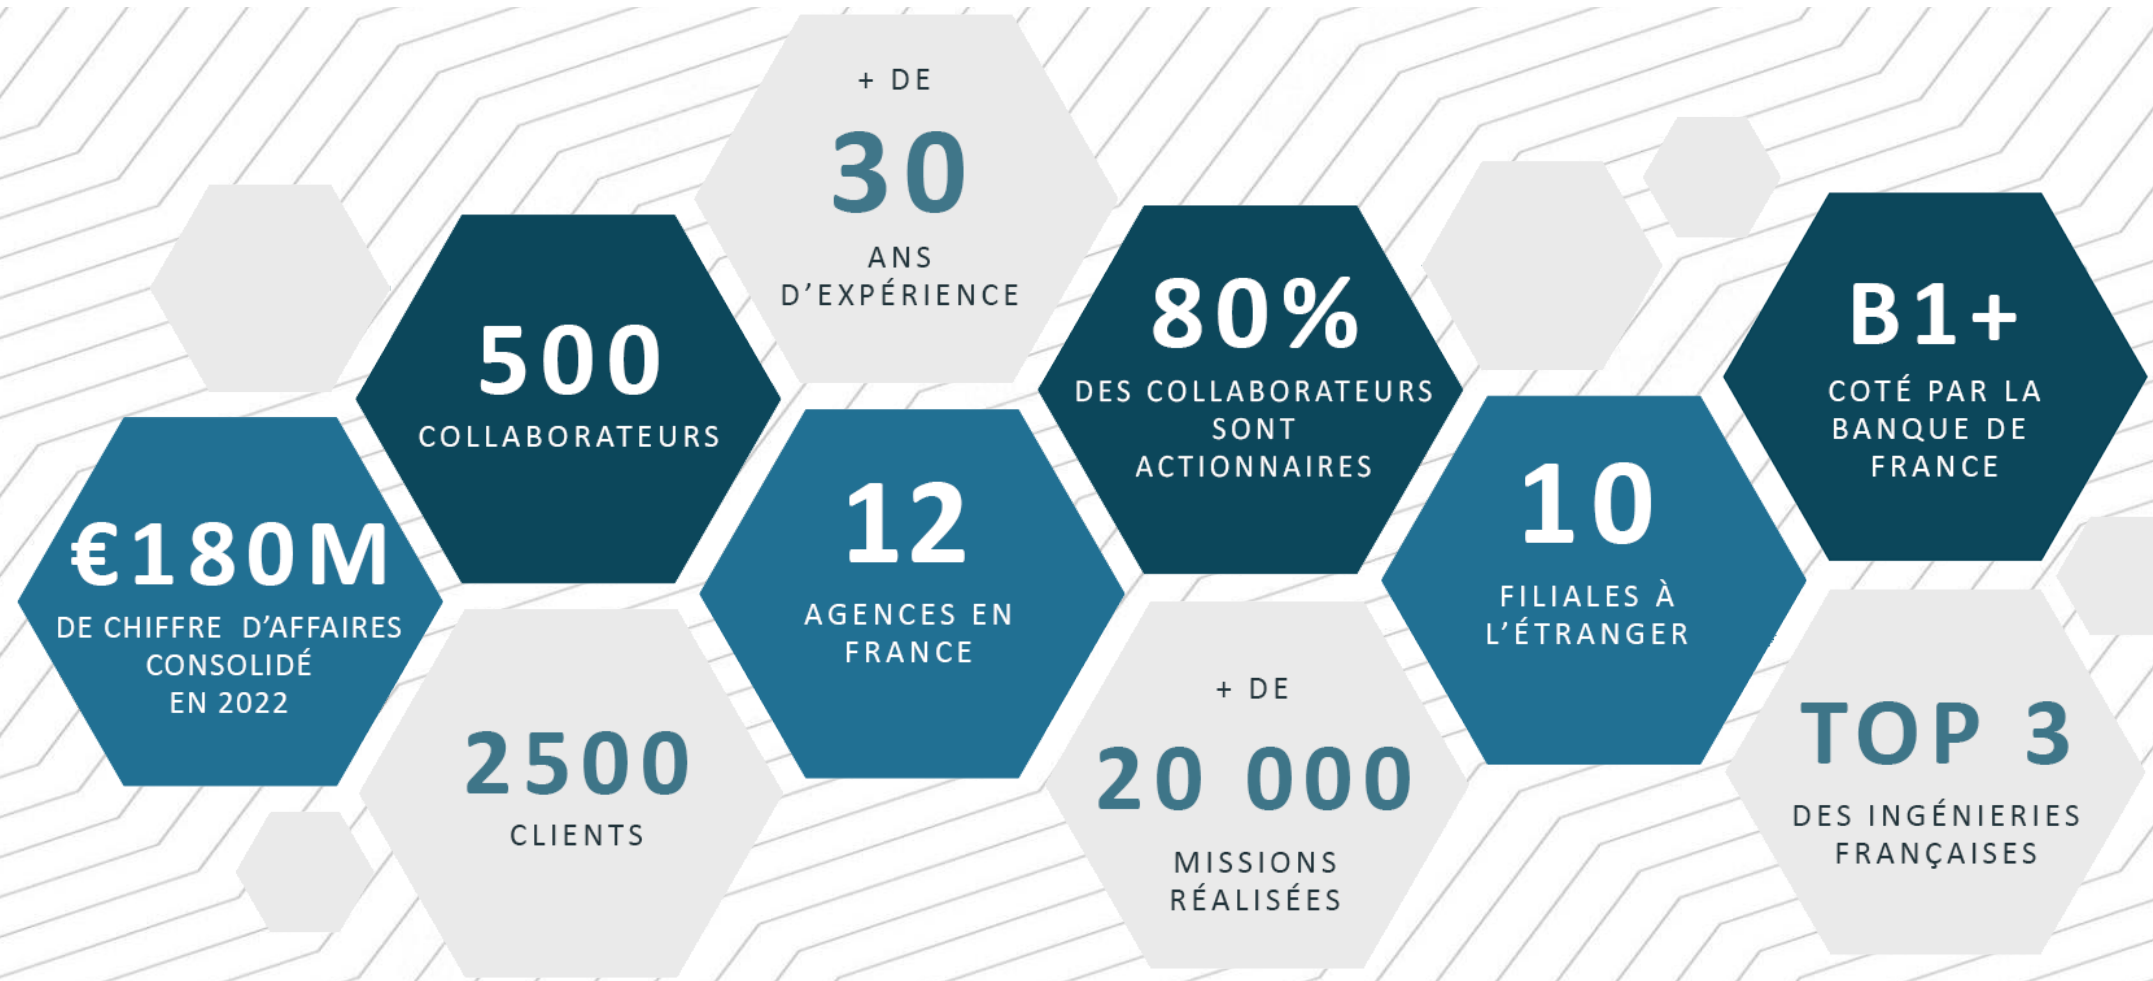 + DE
30
ANS
D'EXPÉRIENCE
500
COLLABORATEURS
80%
DES COLLABORATEURS
SONT
ACTIONNAIRES
B1+
COTÉ PAR LA
BANQUE DE
FRANCE
€180M
DE CHIFFRE D'AFFAIRES
CONSOLIDÉ
EN 2022
12
AGENCES EN
FRANCE
10
FILIALES À
L'ÉTRANGER
2500
CLIENTS
+ DE
20 000
MISSIONS
RÉALISÉES
TOP 3
DES INGÉNIERIES
FRANÇAISES